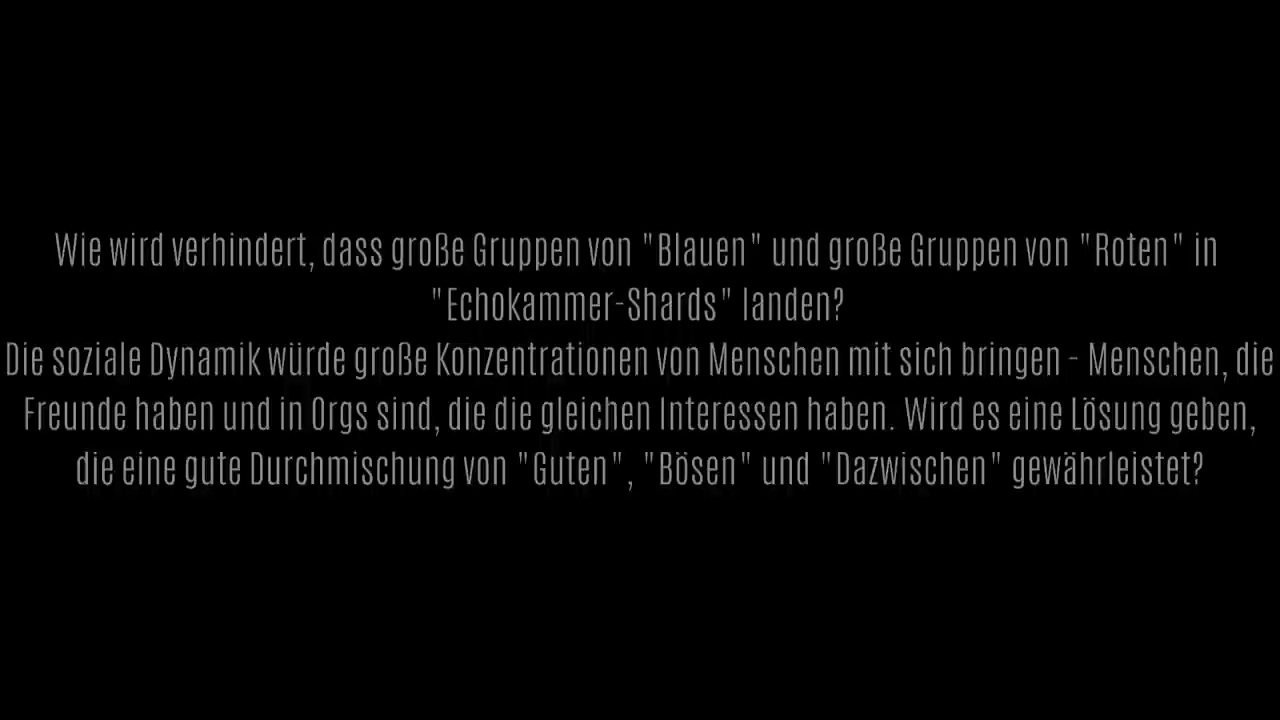 Wie wird verhindert, dass große Gruppen von "Blauen" und große Gruppen von "Roten" in
"Echokammer-Shards" landen?
Die soziale Dynamik würde große Konzentrationen von Menschen mit sich bringen - Menschen, die
Freunde haben und in Orgs sind, die die gleichen Interessen haben. Wird es eine Lösung geben,
die eine gute Durchmischung von "Guten", "Bösen" und "Dazwischen" gewährleistet?